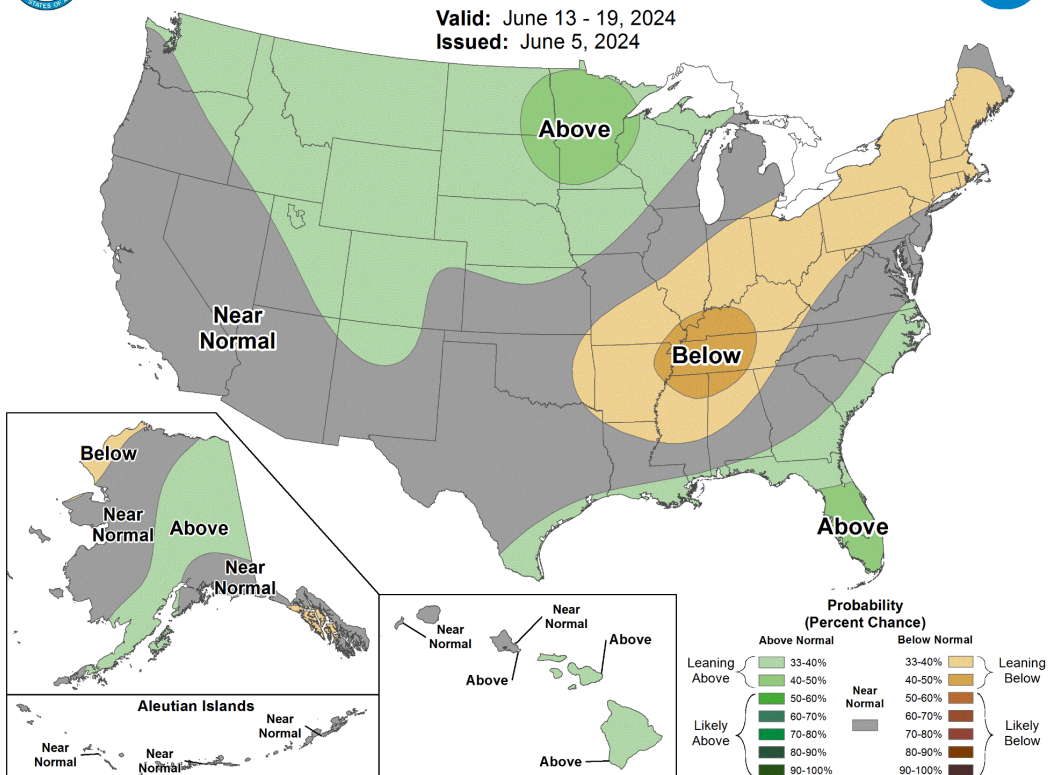 STATES OF A
Valid: June 13 - 19, 2024
Issued: June 5, 2024
Above
Near
Normal
Below
Above
Below
Near
Normal
Above
Near
Normal
Aleutian Islands
Near
Normal
Near
Normal
Near
Normal
Near
Normal
Near
Normal
Above
Above
Above
Probability
(Percent Chance)
Above Normal
Below Normal
Leaning
Above
33-40%
40-50%
Likely
Above
50-60%
60-70%
70-80%
80-90%
90-100%
Near
Normal
33-40%
40-50%
Leaning
Below
50-60%
60-70%
70-80%
80-90%
90-100%
Likely
Below